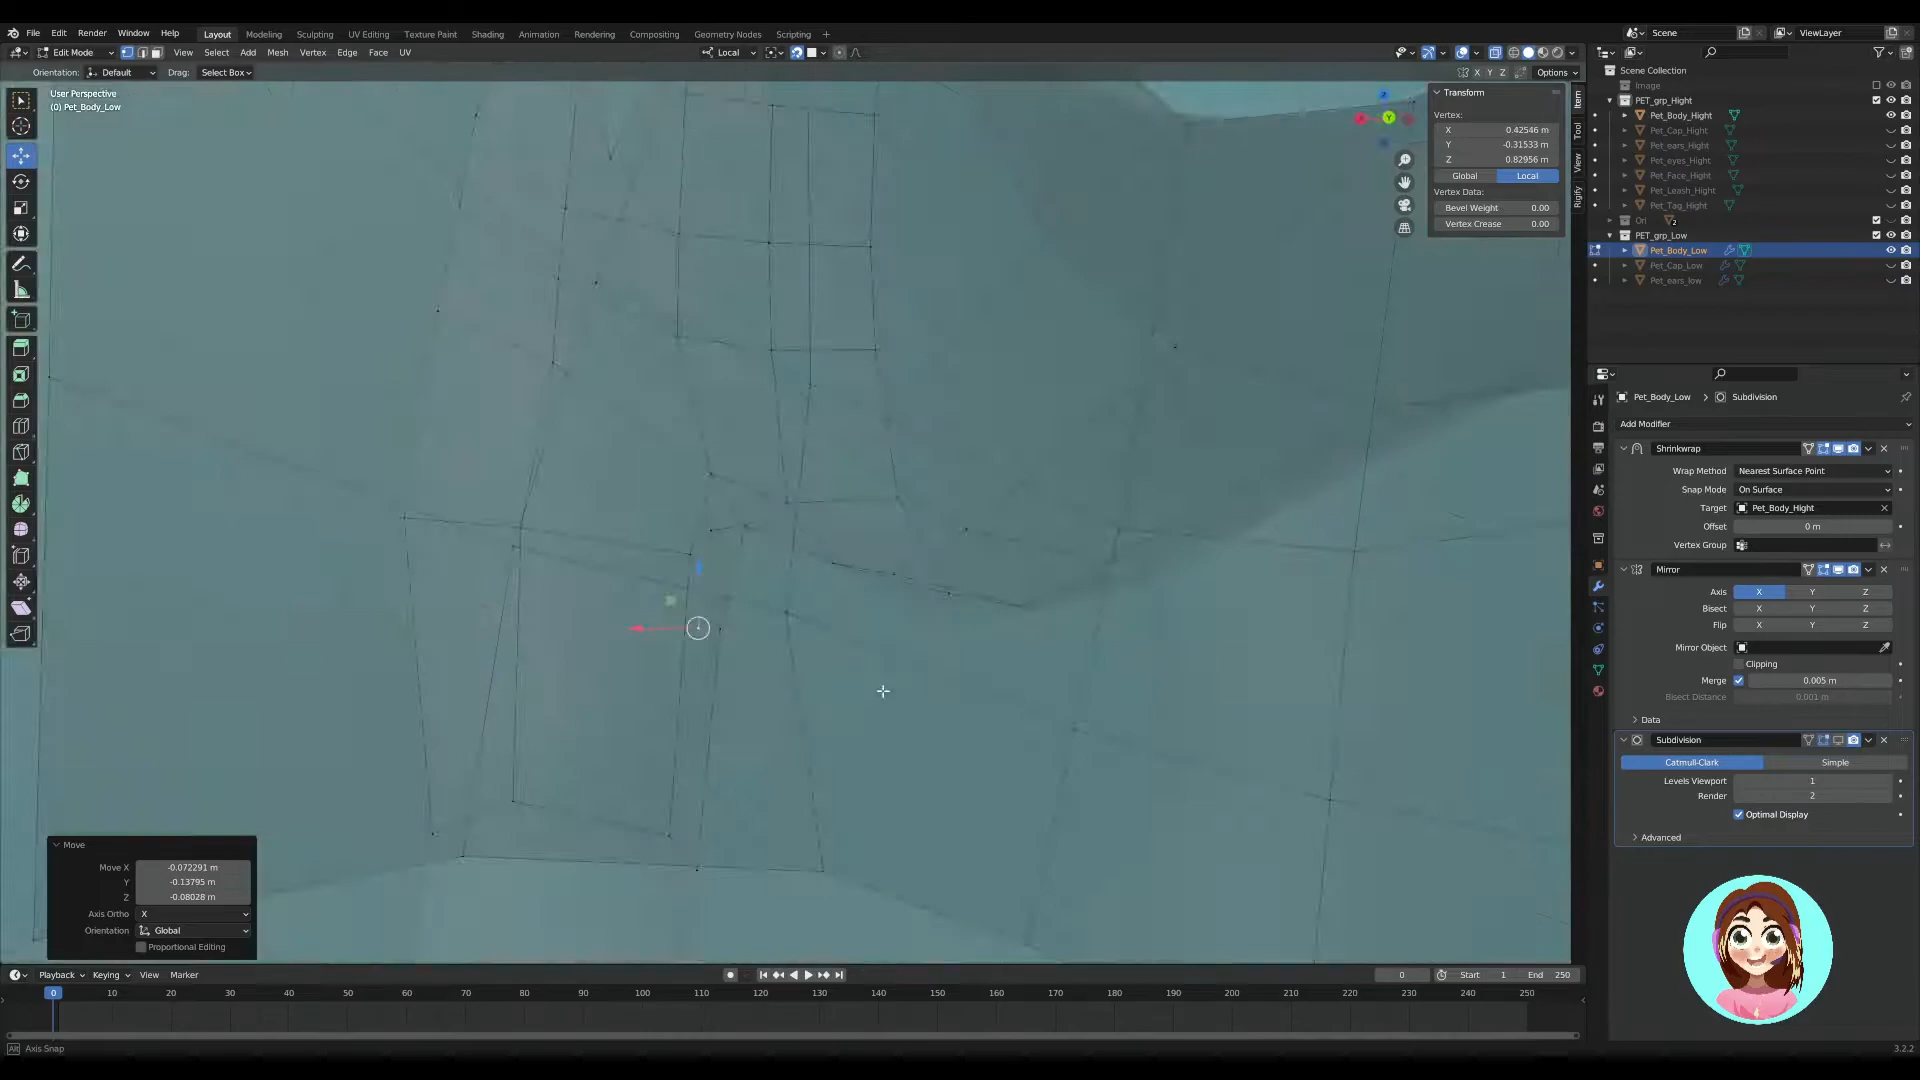 File Edit Render Window Help Layout Modeling Sculpting UV Editing Texture Paint Shading Animation Rendering Compositing Geometry Nodes Scripting + Scene ViewLayer
Edit Mode View Select Add Mesh Vertex Edge Face UV Local
Orientation: Default Drag: Select Box X Y Z Options
User Perspective
(0) Pet_Body_Low
Transform
Vertex:
X 0.42546 m
Y -0.31533 m
Z 0.82956 m
Global Local
Vertex Data:
Bevel Weight 0.00
Vertex Crease 0.00
Item
Tool
View
Rigify
Y
Scene Collection
Image
PET_grp_Hight
Pet_Body_Hight
Pet_Cap_Hight
Pet_ears_Hight
Pet_eyes_Hight
Pet_Face_Hight
Pet_Leash_Hight
Pet_Tag_Hight
Ori 2
PET_grp_Low
Pet_Body_Low
Pet_Cap_Low
Pet_ears_low
Pet_Body_Low > Subdivision
Add Modifier
Shrinkwrap
Wrap Method Nearest Surface Point
Snap Mode On Surface
Target Pet_Body_Hight
Offset 0 m
Vertex Group
Mirror
Axis X Y Z
Bisect X Y Z
Flip X Y Z
Mirror Object
Clipping
Merge 0.005 m
Bisect Distance 0.001 m
Data
Subdivision
Catmull-Clark Simple
Levels Viewport 1
Render 2
Optimal Display
Advanced
Move
Move X -0.072291 m
Y -0.13795 m
Z -0.08028 m
Axis Ortho X
Orientation Global
Proportional Editing
Playback Keying View Marker 0 Start 1 End 250
0 10 20 30 40 50 60 70 80 90 100 110 120 130 140 150 160 170 180 190 200 210 220 230 240 250
Alt Axis Snap 3.2.2